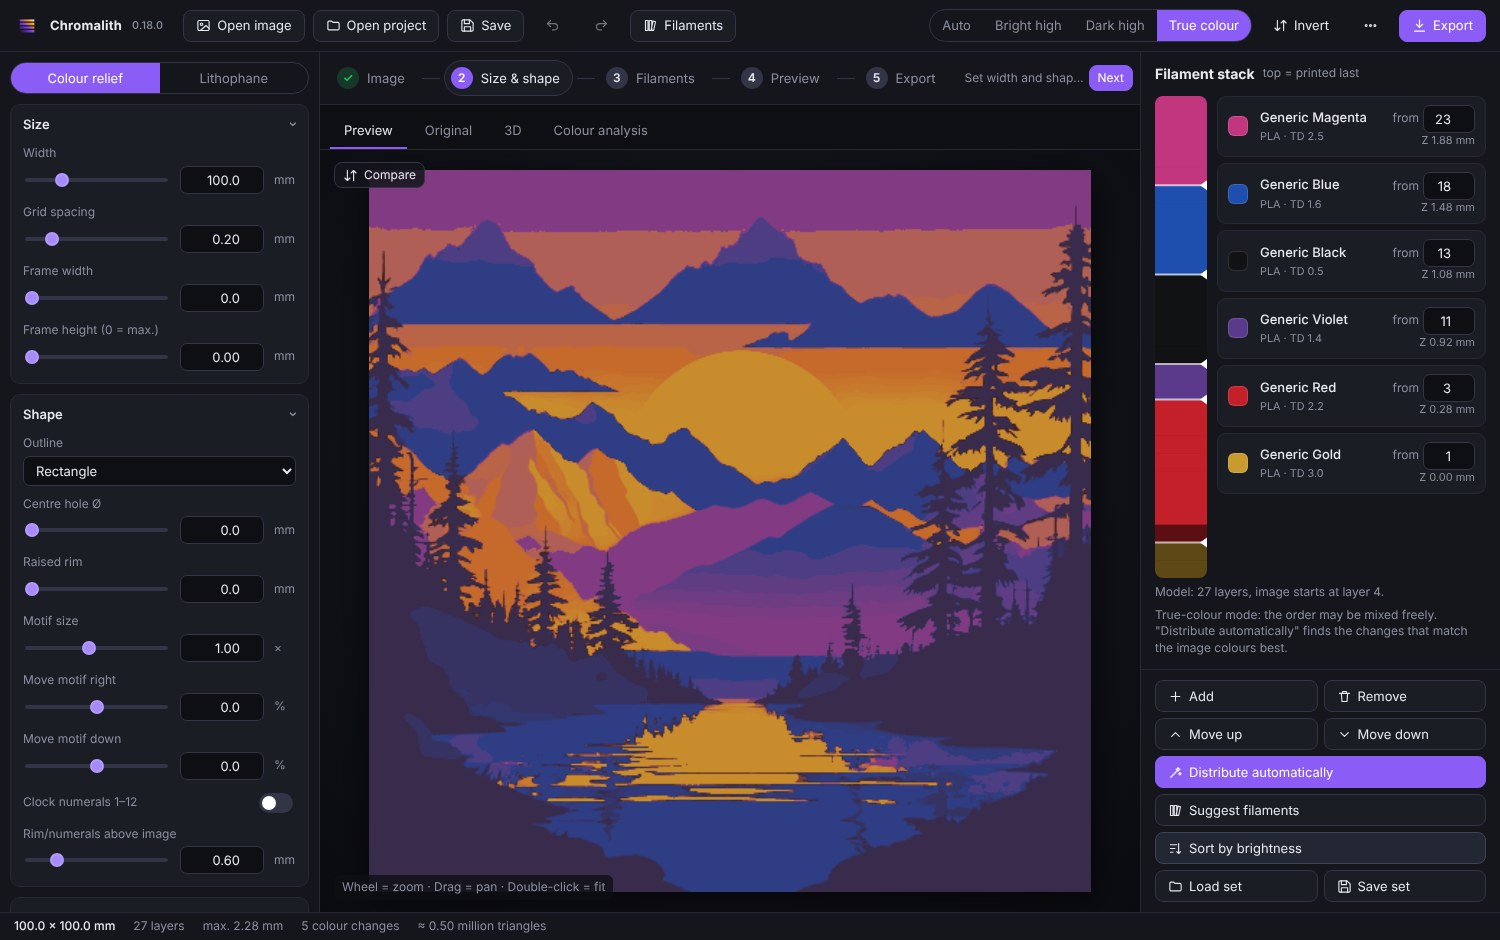 Chromalith 0.18.0 Open image Open project Save Filaments Auto Bright high Dark high True colour Invert Export
Colour relief Lithophane
Size
Width
100.0 mm
Grid spacing
0.20 mm
Frame width
0.0 mm
Frame height (0 = max.)
0.00 mm
Shape
Outline
Rectangle
Centre hole Ø
0.0 mm
Raised rim
0.0 mm
Motif size
1.00 ×
Move motif right
0.0 %
Move motif down
0.0 %
Clock numerals 1–12
Rim/numerals above image
0.60 mm
Image 2 Size & shape 3 Filaments 4 Preview 5 Export Set width and shap... Next
Preview Original 3D Colour analysis
Compare
Wheel = zoom · Drag = pan · Double-click = fit
Filament stack top = printed last
Generic Magenta from 23
PLA · TD 2.5 Z 1.88 mm
Generic Blue from 18
PLA · TD 1.6 Z 1.48 mm
Generic Black from 13
PLA · TD 0.5 Z 1.08 mm
Generic Violet from 11
PLA · TD 1.4 Z 0.92 mm
Generic Red from 3
PLA · TD 2.2 Z 0.28 mm
Generic Gold from 1
PLA · TD 3.0 Z 0.00 mm
Model: 27 layers, image starts at layer 4.
True-colour mode: the order may be mixed freely.
"Distribute automatically" finds the changes that match
the image colours best.
Add Remove
Move up Move down
Distribute automatically
Suggest filaments
Sort by brightness
Load set Save set
100.0 × 100.0 mm 27 layers max. 2.28 mm 5 colour changes ≈ 0.50 million triangles